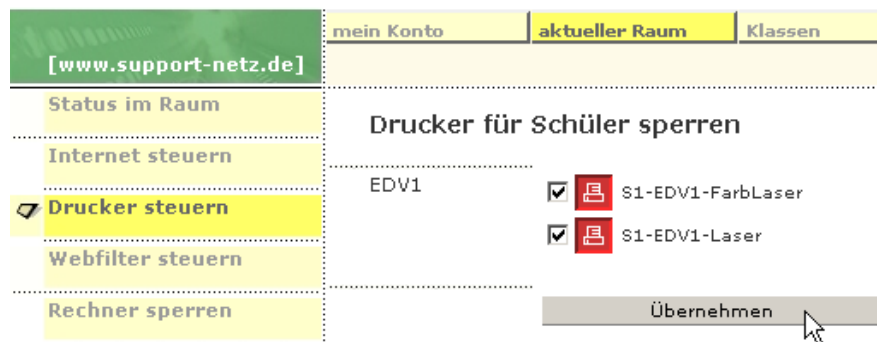 mein Konto aktueller Raum Klassen
[www.support-netz.de]
Status im Raum
Internet steuern
Drucker steuern
Webfilter steuern
Rechner sperren
Drucker für Schüler sperren
EDV1
S1-EDV1-FarbLaser
S1-EDV1-Laser
Übernehmen